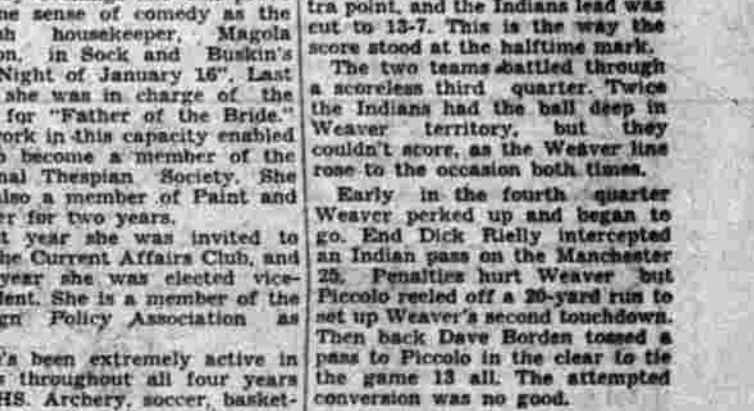 ne sense of comedy as the
sh housekeeper, Magola
on, in Sock and Buskin's
"Night of January 16". Last
she was in charge of the
for "Father of the Bride."
ork in this capacity enabled
o become a member of the
nal Thespian Society. She
also a member of Paint and
er for two years.
t year she was invited to
he Current Affairs Club, and
year she was elected vice-
dent. She is a member of the
gn Policy Association as
's been extremely active in
s throughout all four years
HS. Archery, soccer, basket-
tra point, and the Indians lead was
cut to 13-7. This is the way the
score stood at the halftime mark.
The two teams battled through
a scoreless third quarter. Twice
the Indians had the ball deep in
Weaver territory, but they
couldn't score, as the Weaver line
rose to the occasion both times.
Early in the fourth quarter
Weaver perked up and began to
go. End Dick Rielly intercepted
an Indian pass on the Manchester
25. Penalties hurt Weaver but
Piccolo reeled off a 20-yard run to
set up Weaver's second touchdown.
Then back Dave Borden tossed a
pass to Piccolo in the clear to tie
the game 13 all. The attempted
conversion was no good.